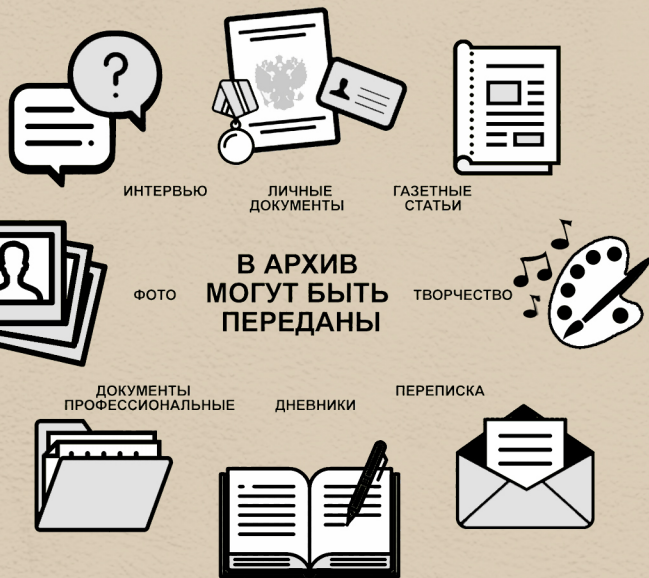 ?
ИНТЕРВЬЮ
ЛИЧНЫЕ
ДОКУМЕНТЫ
ГАЗЕТНЫЕ
СТАТЬИ
ФОТО
В АРХИВ
МОГУТ БЫТЬ
ПЕРЕДАНЫ
ТВОРЧЕСТВО
ДОКУМЕНТЫ
ПРОФЕССИОНАЛЬНЫЕ
ДНЕВНИКИ
ПЕРЕПИСКА